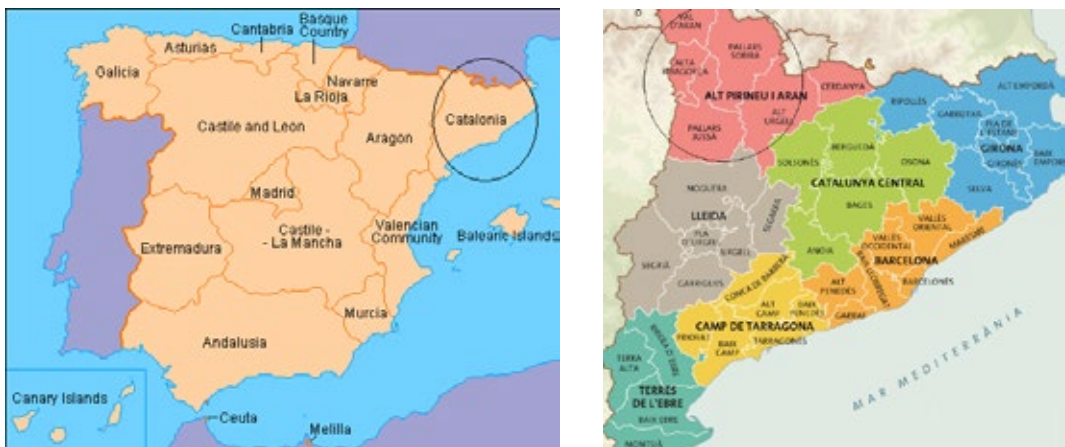 Cantabria
Basque
Country
Asturias
Galicia
Navarre
La Rioja
Castile and Leon
Aragon
Catalonia
Madrid
Extremadura
Castile -
- La Mancha
Valencian
Community
Balearic Islands
Murcia
Andalusia
Canary Islands
Ceuta
Melilla
VAL
D'ARAN
PALLARS
SOBIRÀ
ALTA
RIBAGORÇA
ALT PIRINEU I ARAN
CERDANYA
PALLARS
JUSSÀ
ALT
URGELL
RIPOLLÈS
ALT EMPORDÀ
GARROTXA
PLA DE
L'ESTANY
GIRONA
GIRONÈS
BAIX
SELVA
BERGUEDÀ
SOLSONÈS
OSONA
CATALUNYA CENTRAL
BAGES
ANOIA
NOGUERA
LLEIDA
SEGARRA
PLA
D'URGELL
URGELL
SEGRIÀ
GARRIGUES
VALLÈS
ORIENTAL
VALLÈS
OCCIDENTAL
MARESME
BARCELONA
BARCELONÈS
BAIX LLOBREGAT
ALT
PENEDÈS
GARRAF
CONCA DE BARBERÀ
ALT
CAMP
BAIX
PENEDÈS
CAMP DE TARRAGONA
PRIORAT
BAIX
CAMP
TARRAGONÈS
RIBERA D'EBRE
TERRA
ALTA
TERRES
DE L'EBRE
BAIX EBRE
MONTSIÀ
MAR MEDITERRÀNIA